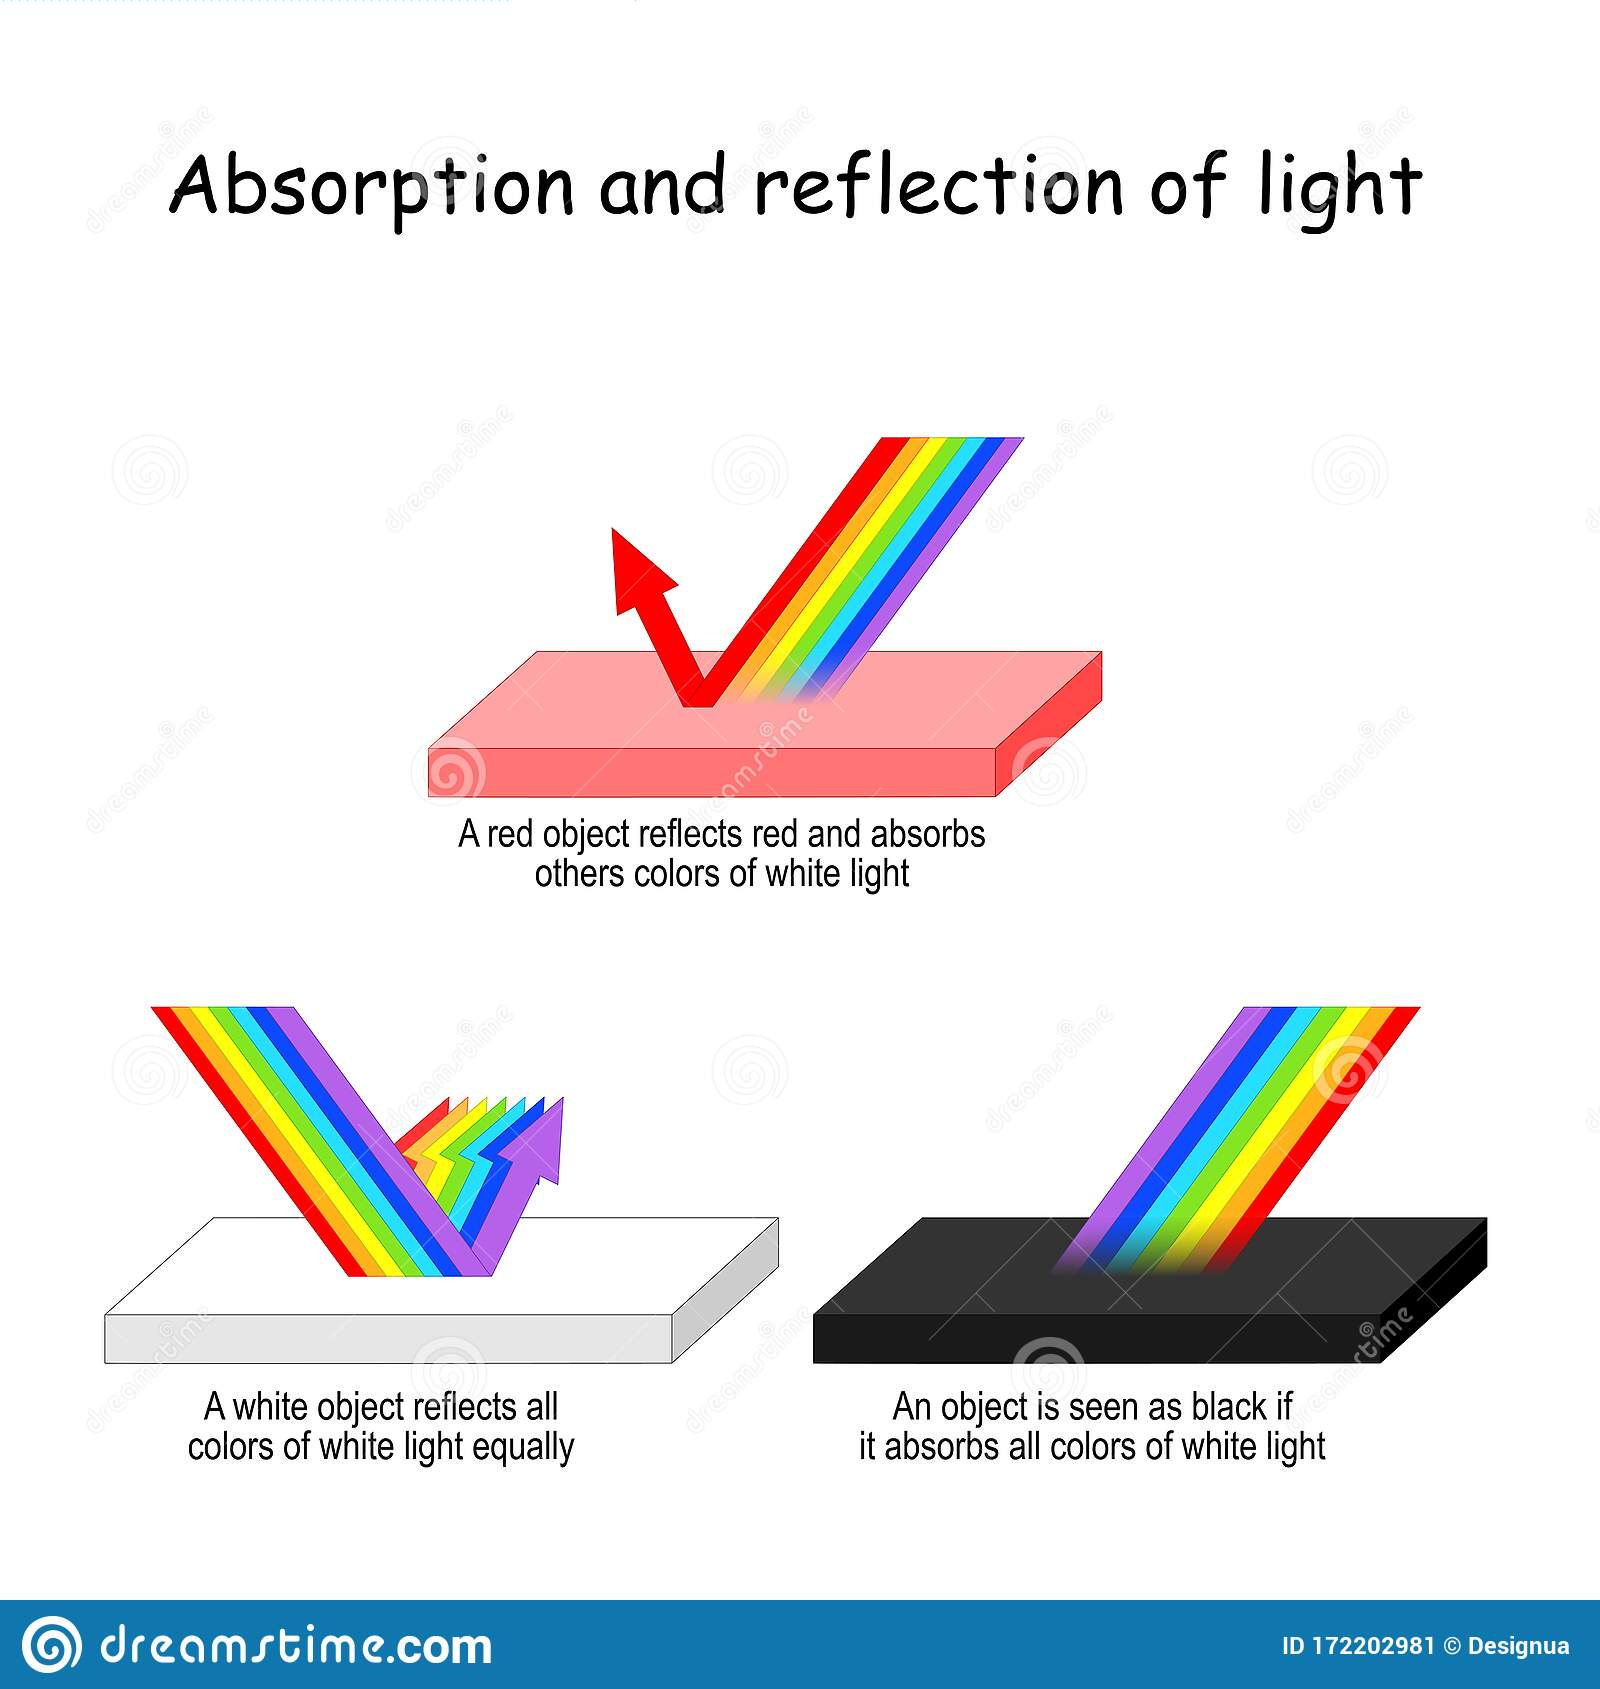 Absorption and reflection of light
A red object reflects red and absorbs
others colors of white light
A white object reflects all
colors of white light equally
An object is seen as black if
it absorbs all colors of white light
dreamstime.com
ID 172202981 © Designua